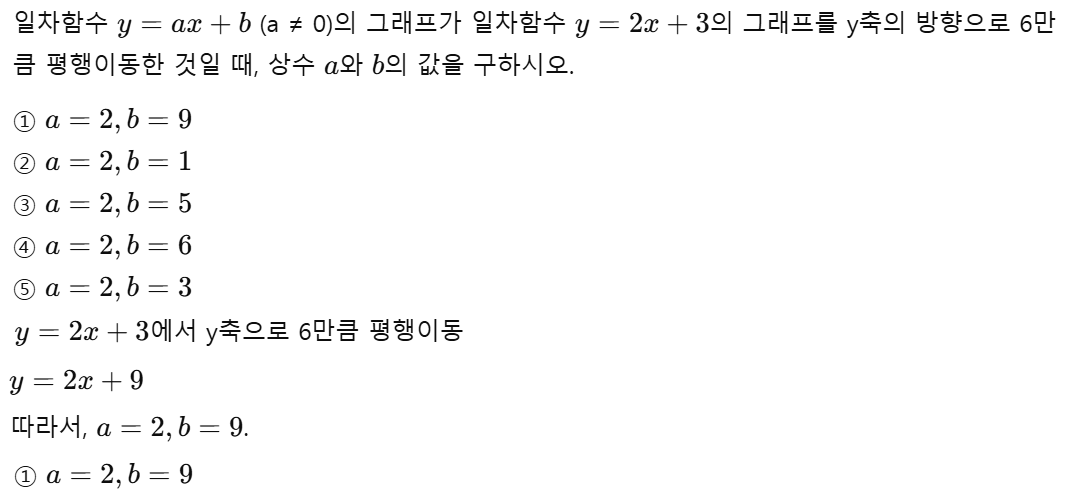 일차함수 y = ax + b (a ≠ 0)의 그래프가 일차함수 y = 2x + 3의 그래프를 y축의 방향으로 6만
큼 평행이동한 것일 때, 상수 a와 b의 값을 구하시오.
① a = 2, b = 9
② a = 2, b = 1
③ a = 2, b = 5
④ a = 2, b = 6
⑤ a = 2, b = 3
y = 2x + 3에서 y축으로 6만큼 평행이동
y = 2x + 9
따라서, a = 2, b = 9.
① a = 2, b = 9